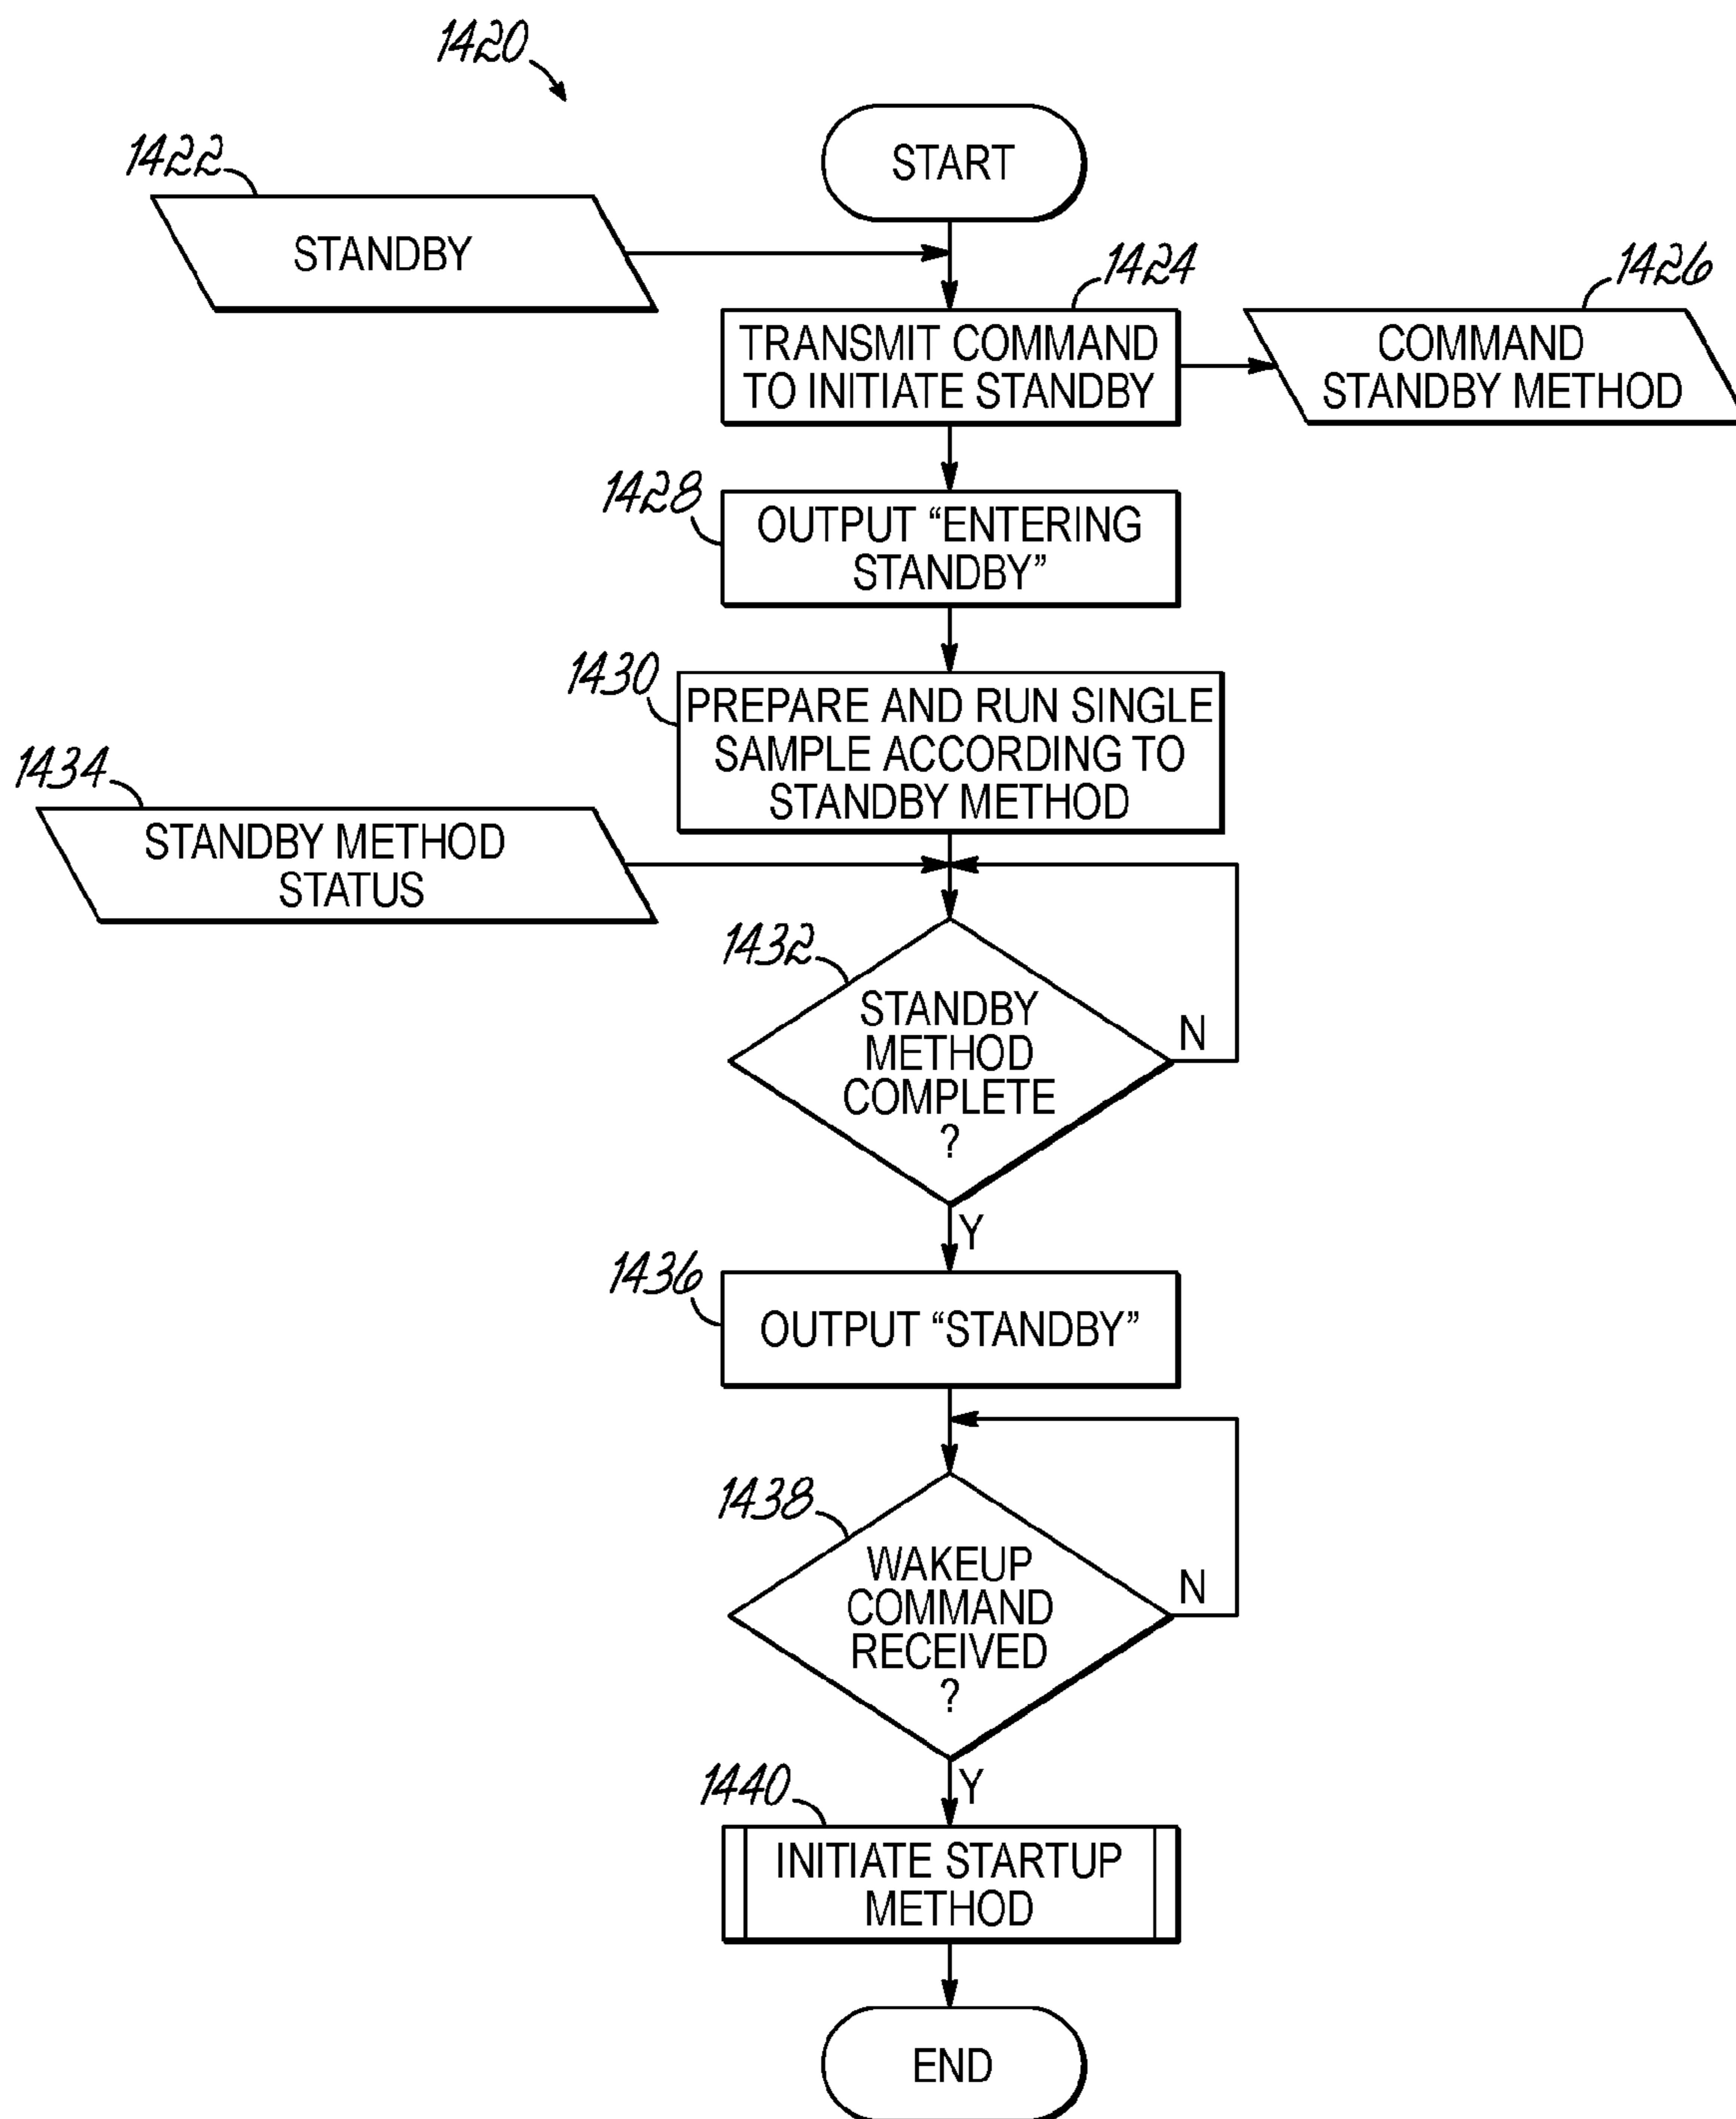 1420
START
1422
STANDBY
1424
TRANSMIT COMMAND
TO INITIATE STANDBY
1426
COMMAND
STANDBY METHOD
1428
OUTPUT “ENTERING
STANDBY”
1430
PREPARE AND RUN SINGLE
SAMPLE ACCORDING TO
STANDBY METHOD
1434
STANDBY METHOD
STATUS
1432
STANDBY
METHOD
COMPLETE
?
N
Y
1436
OUTPUT “STANDBY”
1438
WAKEUP
COMMAND
RECEIVED
?
N
Y
1440
INITIATE STARTUP
METHOD
END